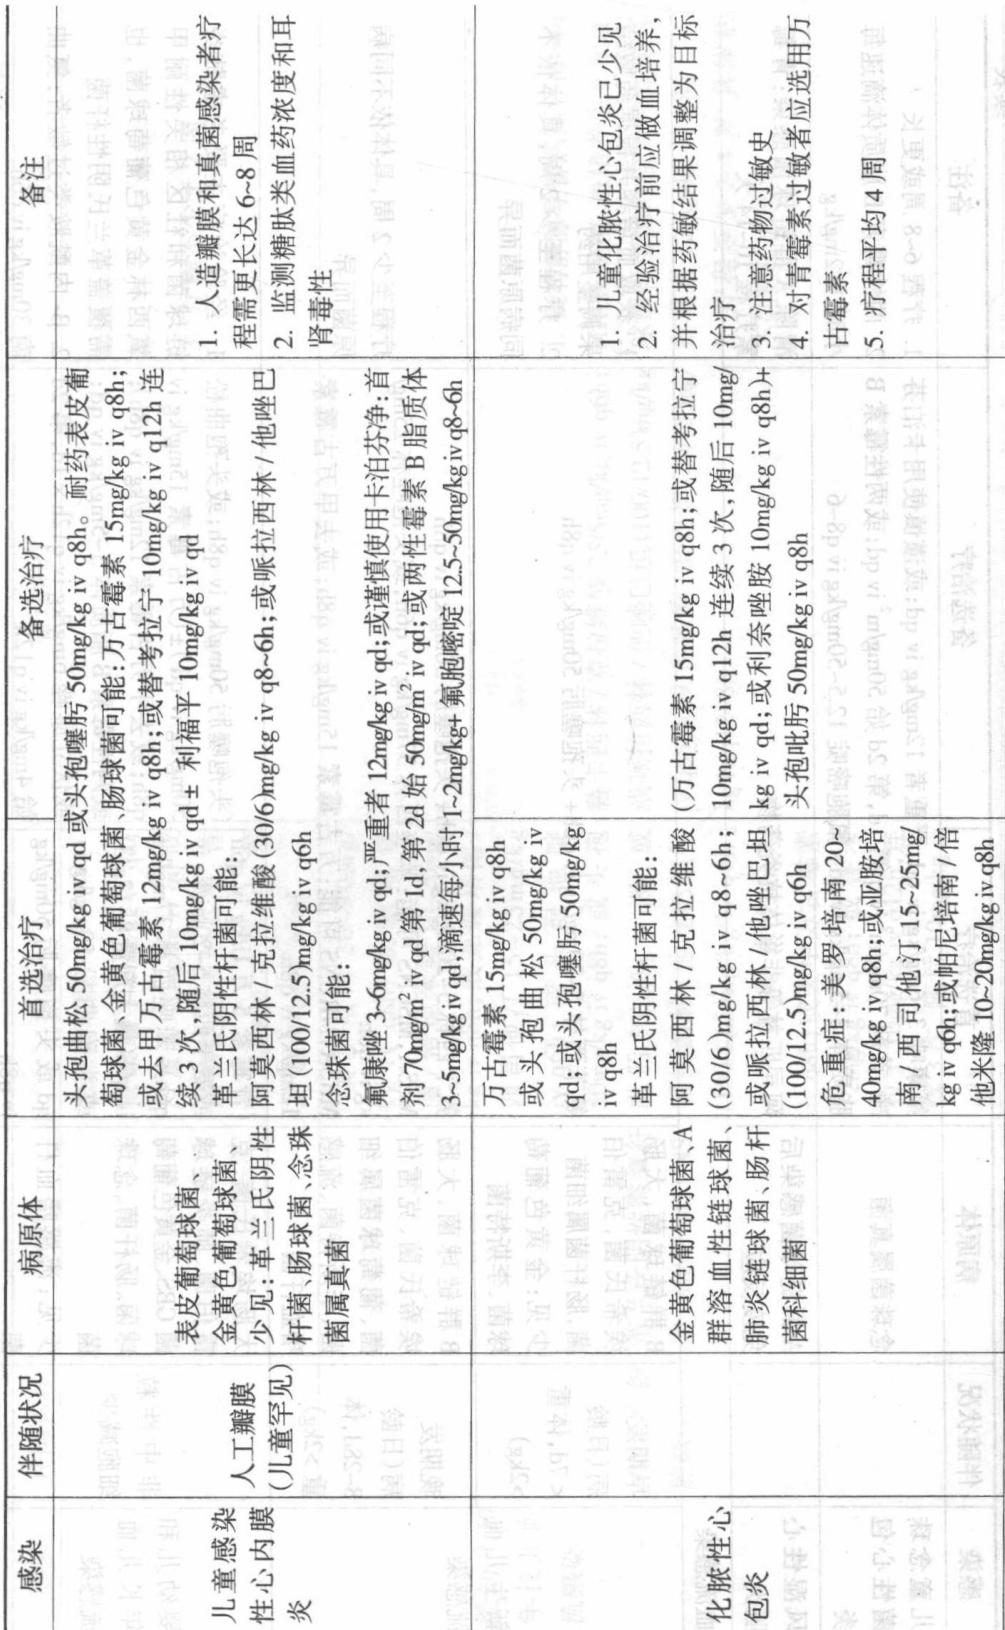 感染
伴随状况
病原体
首选治疗
备选治疗
备注
儿童感染
性心内膜
炎
人工瓣膜
(儿童罕见)
表皮葡萄球菌、
金黄色葡萄球菌、
少见：革兰氏阴性
杆菌、肠球菌、念珠
菌属真菌
头孢曲松 50mg/kg iv qd 或头孢噻肟 50mg/kg iv q8h。耐药表皮葡
萄球菌、金黄色葡萄球菌、肠球菌可能：万古霉素 15mg/kg iv q8h；
或去甲万古霉素 12mg/kg iv q8h；或替考拉宁 10mg/kg iv q12h 连
续 3 次，随后 10mg/kg iv qd ± 利福平 10mg/kg iv qd
革兰氏阴性杆菌可能：
阿莫西林/克拉维酸(30/6)mg/kg iv q8~6h；或哌拉西林/他唑巴
坦(100/12.5)mg/kg iv q6h
念珠菌可能：
氟康唑 3~6mg/kg iv qd；严重者 12mg/kg iv qd；或谨慎使用卡泊芬净：首
剂 70mg/m² iv qd 第 1d，第 2d 始 50mg/m² iv qd；或两性霉素 B 脂质体
3~5mg/kg iv qd，滴速每小时 1~2mg/kg+ 氟胞嘧啶 12.5~50mg/kg iv q8~6h
1. 人造瓣膜和真菌感染者疗
程需更长达 6~8 周
2. 监测糖肽类血药浓度和耳
肾毒性
化脓性心
包炎
金黄色葡萄球菌、A
群溶血性链球菌、
肺炎链球菌、肠杆
菌科细菌
万古霉素 15mg/kg iv q8h
或头孢曲松 50mg/kg iv
qd；或头孢噻肟 50mg/kg
iv q8h
革兰氏阴性杆菌可能：
阿莫西林/克拉维酸
(30/6)mg/kg iv q8~6h；
或哌拉西林/他唑巴坦
(100/12.5)mg/kg iv q6h
危重症：美罗培南 20~
40mg/kg iv q8h；或亚胺培
南/西司他汀 15~25mg/
kg iv q6h；或帕尼培南/倍
他米隆 10~20mg/kg iv q8h
(万古霉素 15mg/kg iv q8h；或替考拉宁
10mg/kg iv q12h 连续 3 次，随后 10mg/
kg iv qd；或利奈唑胺 10mg/kg iv q8h)+
头孢吡肟 50mg/kg iv q8h
1. 儿童化脓性心包炎已少见
2. 经验治疗前应做血培养，
并根据药敏结果调整为目标
治疗
3. 注意药物过敏史
4. 对青霉素过敏者应选用万
古霉素
5. 疗程平均 4 周